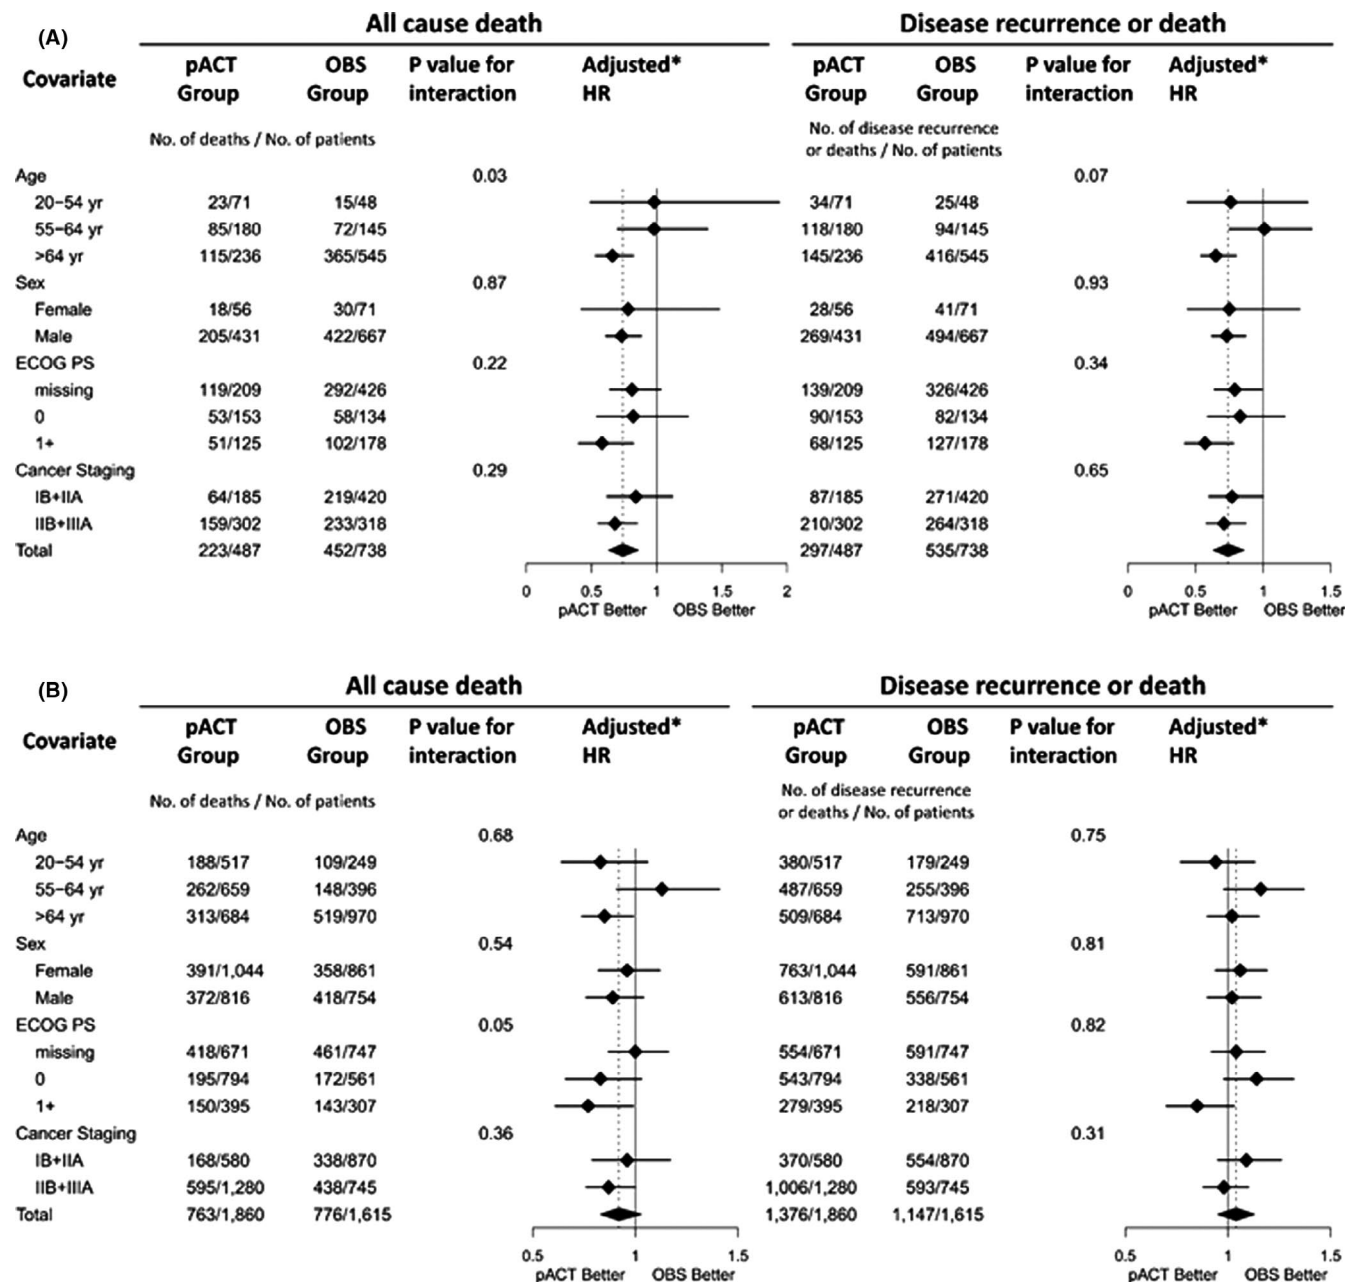 (A)
All cause death Disease recurrence or death
Covariate pACT Group OBS Group P value for interaction Adjusted* HR pACT Group OBS Group P value for interaction Adjusted* HR
No. of deaths / No. of patients No. of disease recurrence or deaths / No. of patients
Age 0.03 0.07
20−54 yr 23/71 15/48 34/71 25/48
55−64 yr 85/180 72/145 118/180 94/145
>64 yr 115/236 365/545 145/236 416/545
Sex 0.87 0.93
Female 18/56 30/71 28/56 41/71
Male 205/431 422/667 269/431 494/667
ECOG PS 0.22 0.34
missing 119/209 292/426 139/209 326/426
0 53/153 58/134 90/153 82/134
1+ 51/125 102/178 68/125 127/178
Cancer Staging 0.29 0.65
IB+IIA 64/185 219/420 87/185 271/420
IIB+IIIA 159/302 233/318 210/302 264/318
Total 223/487 452/738 297/487 535/738
0 0.5 1 1.5 2 0 0.5 1 1.5
pACT Better OBS Better pACT Better OBS Better
(B)
All cause death Disease recurrence or death
Covariate pACT Group OBS Group P value for interaction Adjusted* HR pACT Group OBS Group P value for interaction Adjusted* HR
No. of deaths / No. of patients No. of disease recurrence or deaths / No. of patients
Age 0.68 0.75
20−54 yr 188/517 109/249 380/517 179/249
55−64 yr 262/659 148/396 487/659 255/396
>64 yr 313/684 519/970 509/684 713/970
Sex 0.54 0.81
Female 391/1,044 358/861 763/1,044 591/861
Male 372/816 418/754 613/816 556/754
ECOG PS 0.05 0.82
missing 418/671 461/747 554/671 591/747
0 195/794 172/561 543/794 338/561
1+ 150/395 143/307 279/395 218/307
Cancer Staging 0.36 0.31
IB+IIA 168/580 338/870 370/580 554/870
IIB+IIIA 595/1,280 438/745 1,006/1,280 593/745
Total 763/1,860 776/1,615 1,376/1,860 1,147/1,615
0.5 1 1.5 0.5 1 1.5
pACT Better OBS Better pACT Better OBS Better